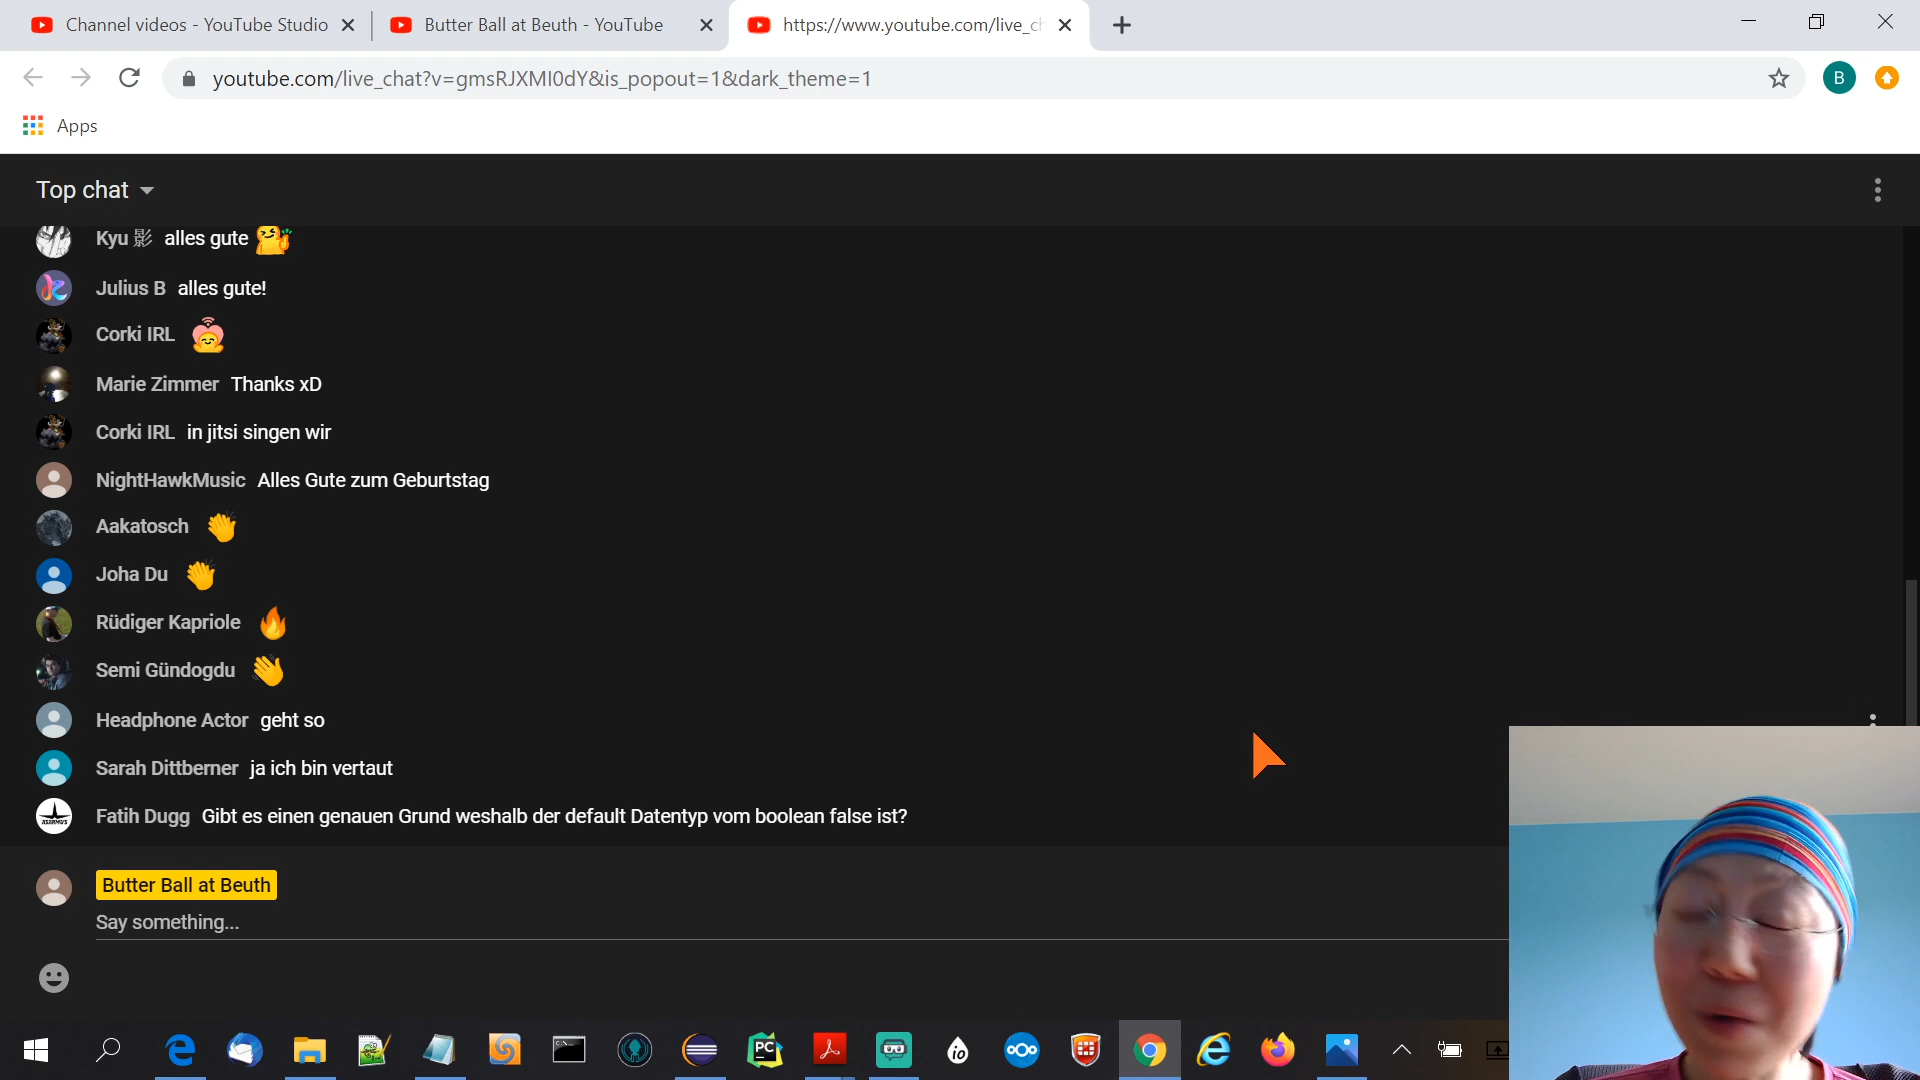 Channel videos - YouTube Studio
Butter Ball at Beuth - YouTube
https://www.youtube.com/live_ch
youtube.com/live_chat?v=gmsRJXMI0dY&is_popout=1&dark_theme=1
B
Apps
Top chat
Kyu 影 alles gute
Julius B alles gute!
Corki IRL
Marie Zimmer Thanks xD
Corki IRL in jitsi singen wir
NightHawkMusic Alles Gute zum Geburtstag
Aakatosch
Joha Du
Rüdiger Kapriole
Semi Gündogdu
Headphone Actor geht so
Sarah Dittberner ja ich bin vertaut
Fatih Dugg Gibt es einen genauen Grund weshalb der default Datentyp vom boolean false ist?
Butter Ball at Beuth
Say something...
PC
io